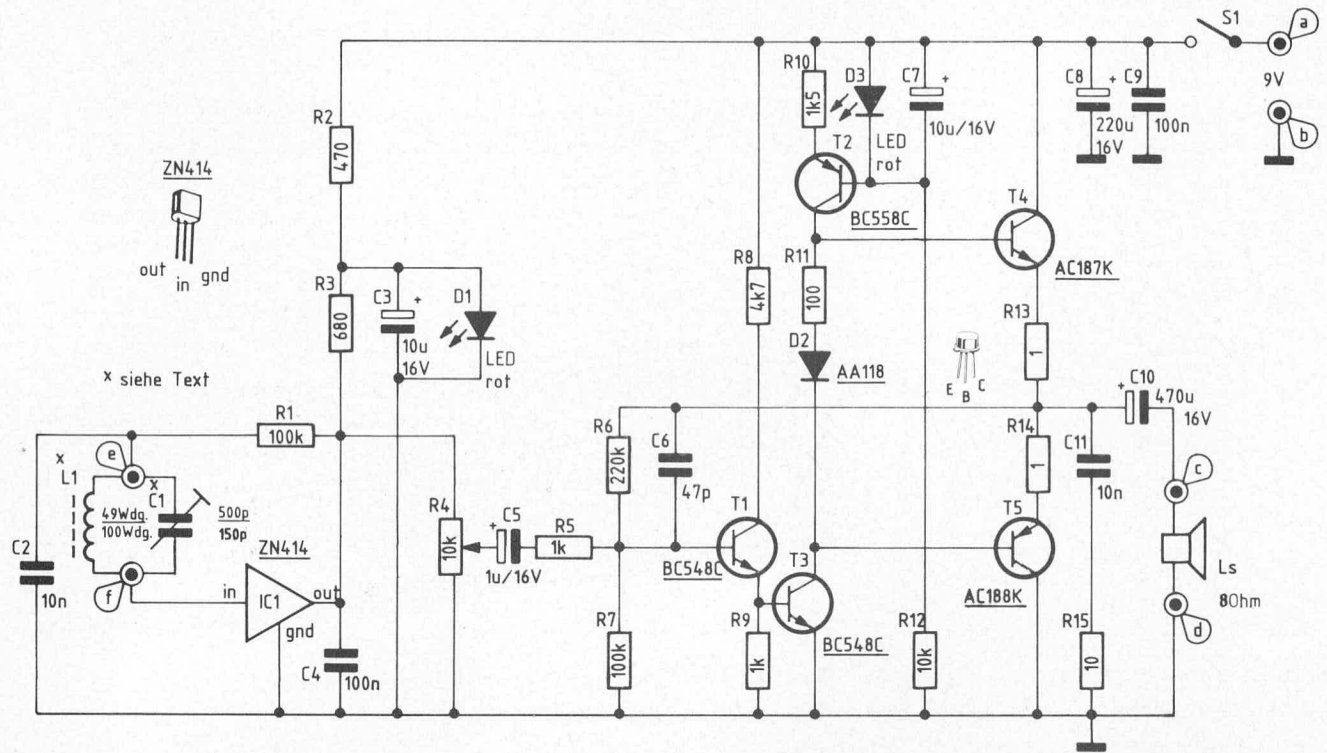 S1
a
9V
b
R10
1k5
D3
LED
rot
C7
+
10u/16V
C8
+
220u
16V
C9
100n
R2
470
ZN414
out
in
gnd
T2
BC558C
T4
AC187K
R8
4k7
R11
100
D2
AA118
R3
680
C3
+
10u
16V
D1
LED
rot
R13
1
E
B
C
x siehe Text
+
C10
470u
16V
R1
100k
e
x
L1
x
C1
49Wdg.
100Wdg.
500p
150p
R6
220k
C6
47p
R14
1
C11
10n
c
R4
10k
+
C5
1u/16V
R5
1k
T1
BC548C
T3
BC548C
T5
AC188K
Ls
8Ohm
d
C2
10n
f
ZN414
in
IC1
out
gnd
C4
100n
R7
100k
R9
1k
R12
10k
R15
10